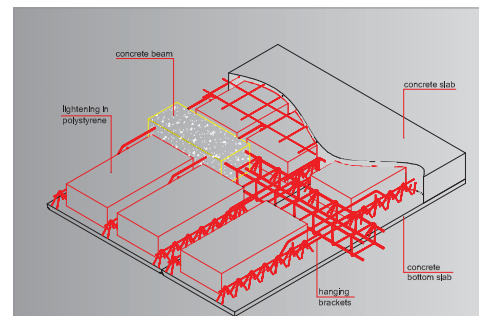 concrete beam
concrete slab
lightening in
polystyrene
concrete
bottom slab
hanging
brackets